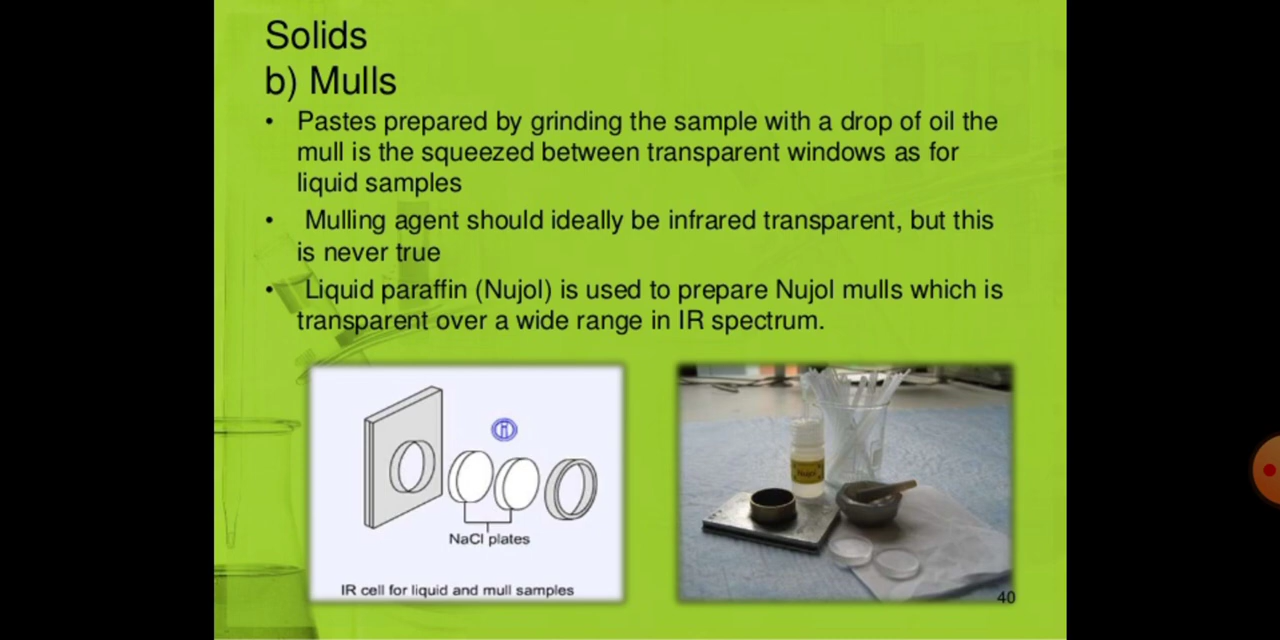 Solids
b) Mulls
• Pastes prepared by grinding the sample with a drop of oil the
mull is the squeezed between transparent windows as for
liquid samples
• Mulling agent should ideally be infrared transparent, but this
is never true
• Liquid paraffin (Nujol) is used to prepare Nujol mulls which is
transparent over a wide range in IR spectrum.
NaCl plates
IR cell for liquid and mull samples
40